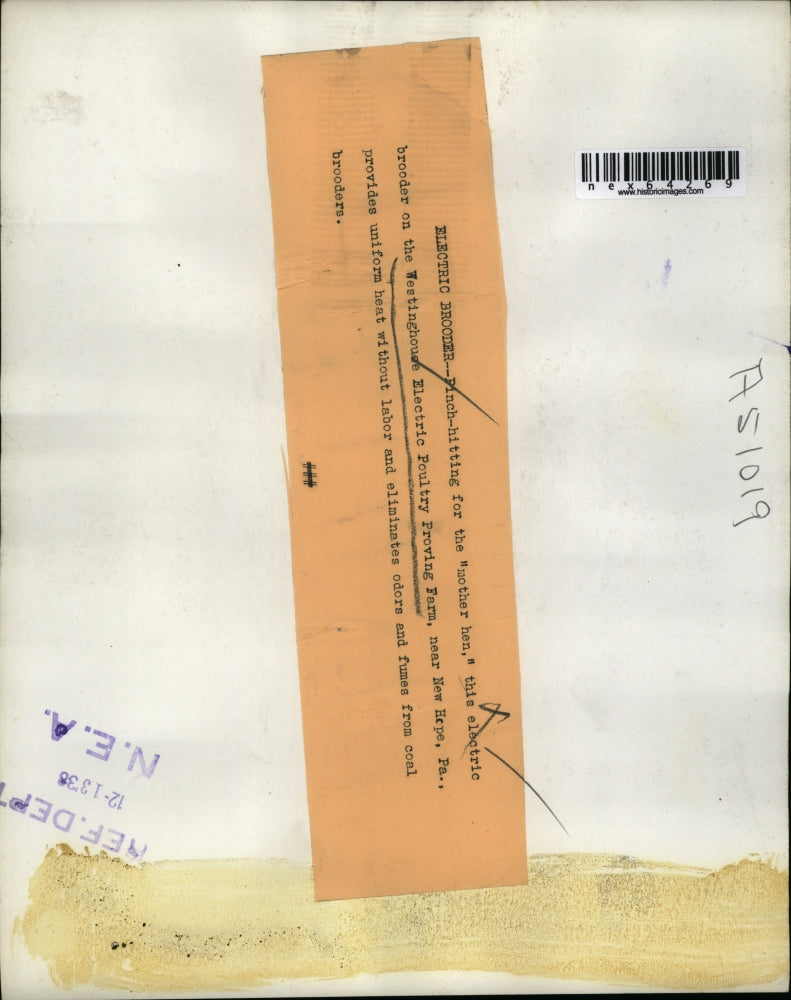 ELECTRIC BROODER--Pinch-hitting for the "mother hen," this electric
brooder on the Westinghouse Electric Poultry Proving Farm, near New Hope, Pa.,
provides uniform heat without labor and eliminates odors and fumes from coal
brooders.
###
nex64269
www.historicimages.com
A51019
REF. DEPT
12-13'38
N.E.A.